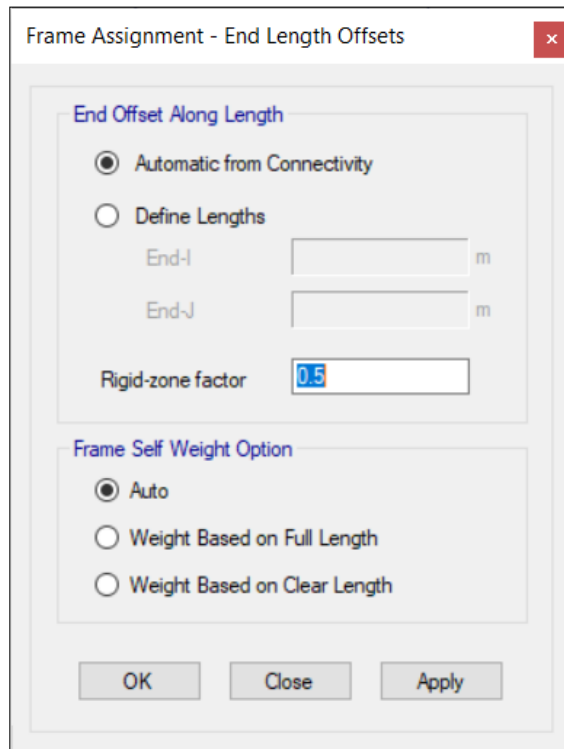 Frame Assignment - End Length Offsets
End Offset Along Length
Automatic from Connectivity
Define Lengths
End-I m
End-J m
Rigid-zone factor 0.5
Frame Self Weight Option
Auto
Weight Based on Full Length
Weight Based on Clear Length
OK Close Apply